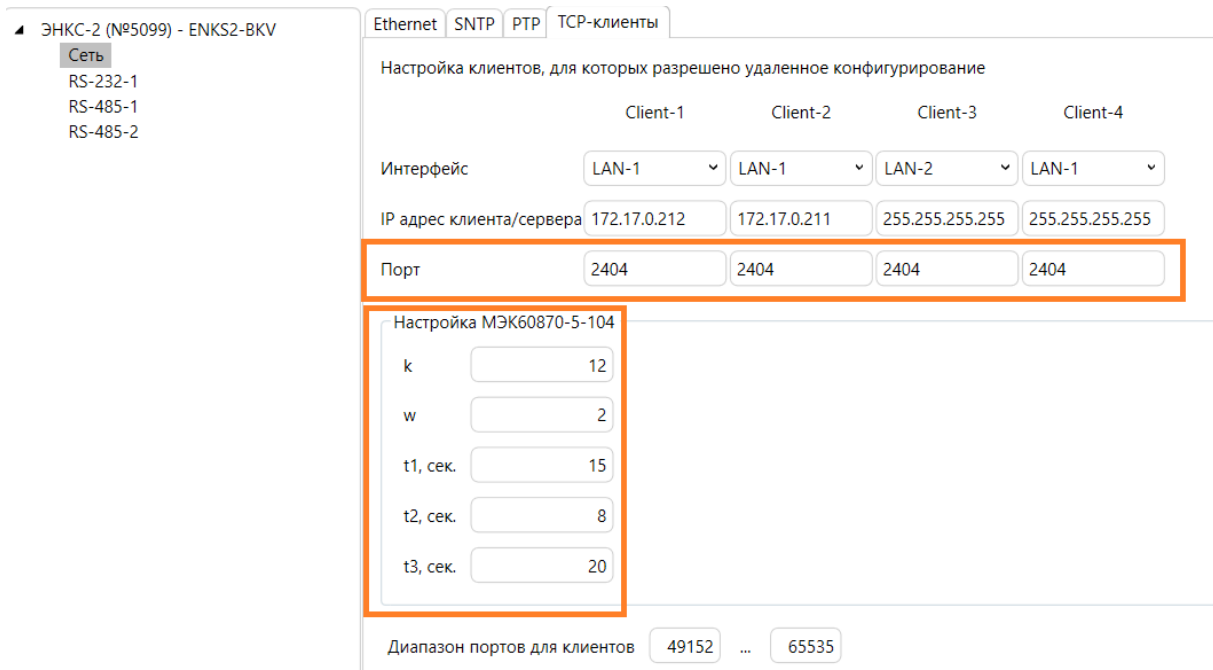 ЭНКС-2 (№5099) - ENKS2-BKV
Сеть
RS-232-1
RS-485-1
RS-485-2
Ethernet SNTP PTP TCP-клиенты
Настройка клиентов, для которых разрешено удаленное конфигурирование
Client-1 Client-2 Client-3 Client-4
Интерфейс LAN-1 LAN-1 LAN-2 LAN-1
IP адрес клиента/сервера 172.17.0.212 172.17.0.211 255.255.255.255 255.255.255.255
Порт 2404 2404 2404 2404
Настройка МЭК60870-5-104
k 12
w 2
t1, сек. 15
t2, сек. 8
t3, сек. 20
Диапазон портов для клиентов 49152 ... 65535